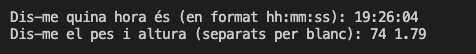 Dis-me quina hora és (en format hh:mm:ss): 19:26:04
Dis-me el pes i altura (separats per blanc): 74 1.79